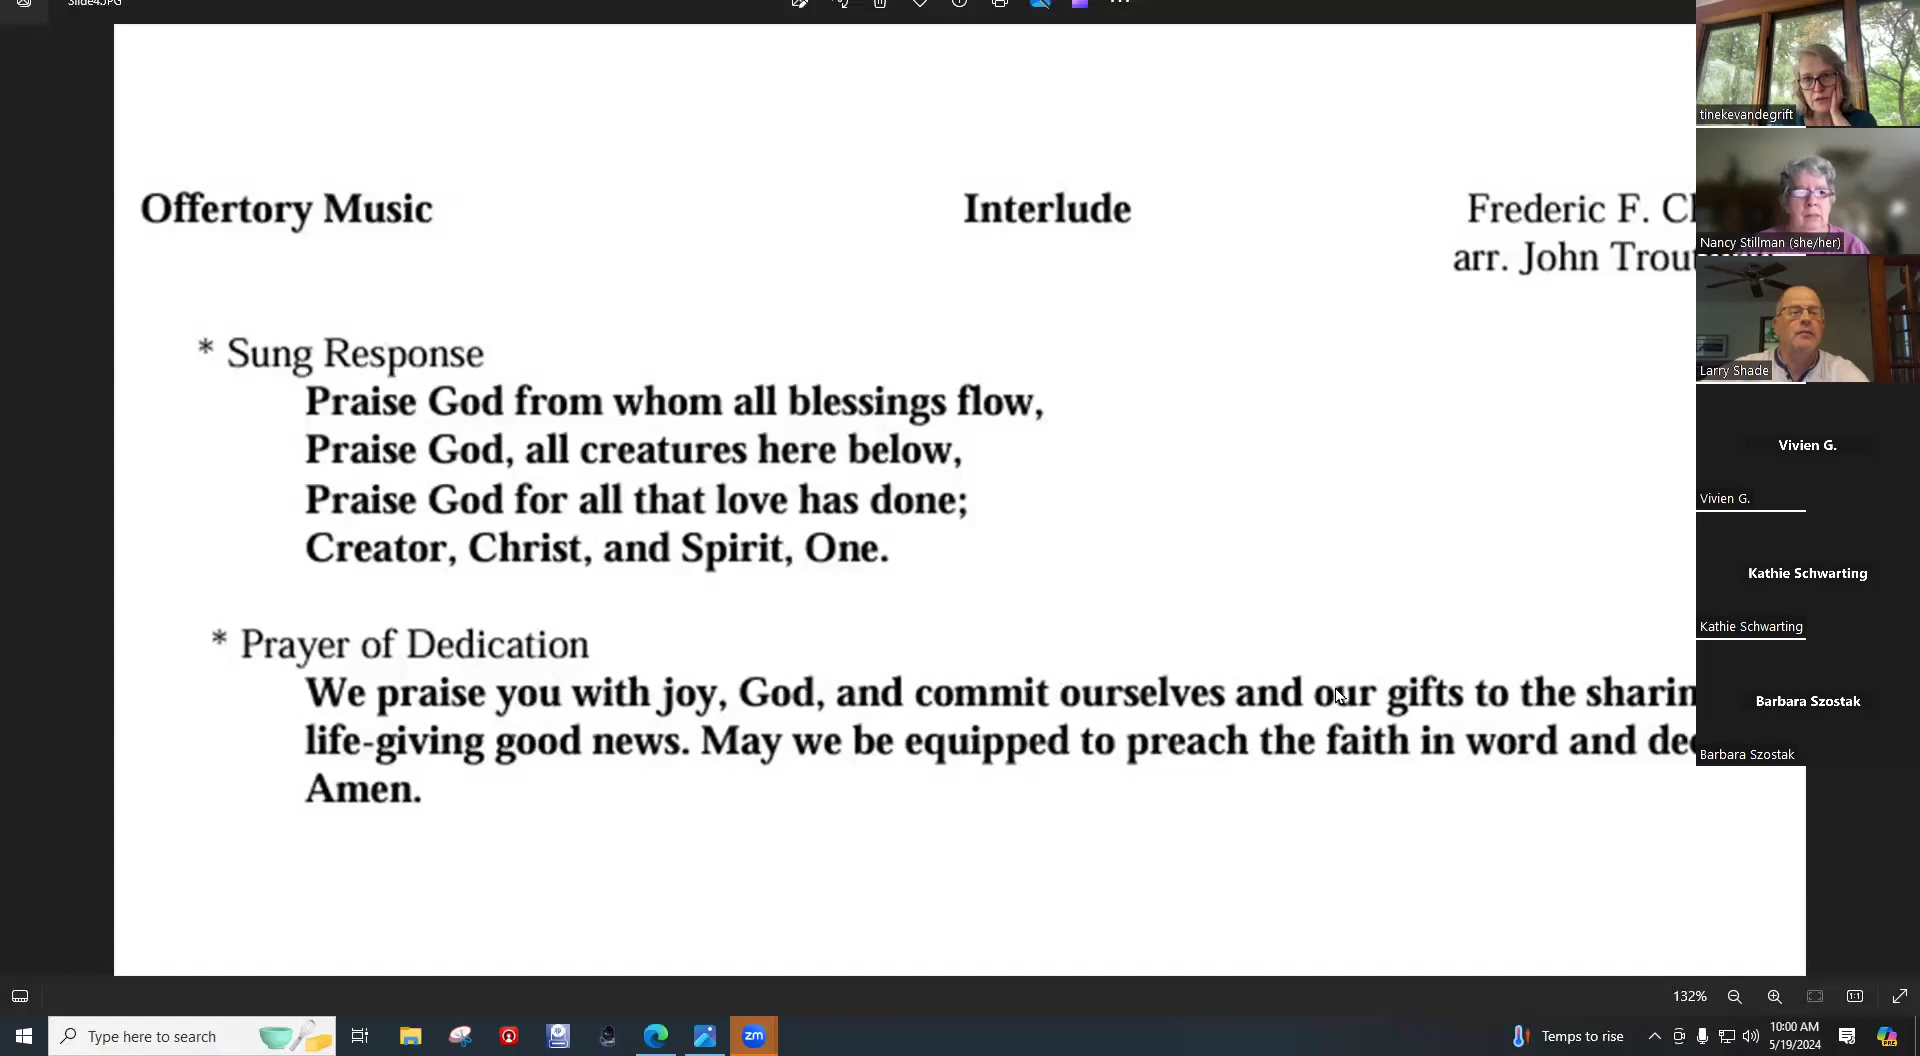 Slide4.JPG
Offertory Music Interlude Frederic F.
arr. John
* Sung Response
Praise God from whom all blessings flow,
Praise God, all creatures here below,
Praise God for all that love has done;
Creator, Christ, and Spirit, One.
* Prayer of Dedication
We praise you with joy, God, and commit ourselves and our gifts to the
life-giving good news. May we be equipped to preach the faith in word and
Amen.
tinekevandegrift
Nancy Stillman (she/her)
Larry Shade
Vivien G.
Vivien G.
Kathie Schwarting
Kathie Schwarting
Barbara Szostak
Barbara Szostak
132%
1:1
Type here to search
zm
Temps to rise
10:00 AM
5/19/2024